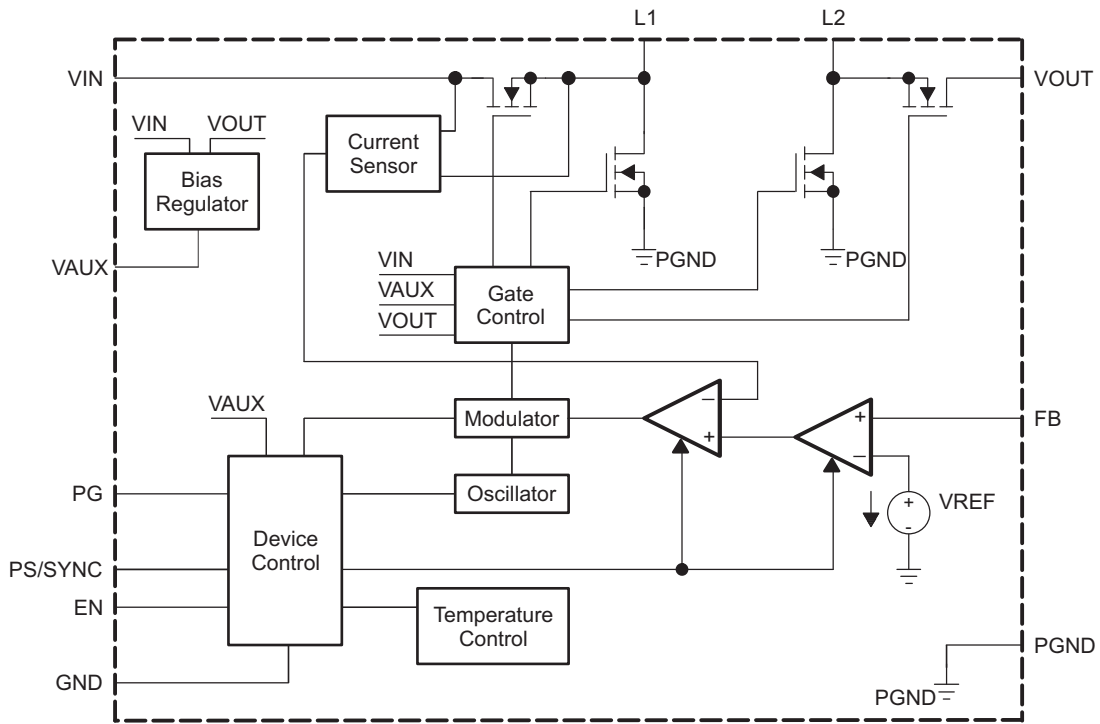 L1
L2
VIN
VOUT
VIN
VOUT
Current
Sensor
Bias
Regulator
VAUX
PGND
PGND
VIN
VAUX
VOUT
Gate
Control
VAUX
Modulator
–
+
+
–
FB
PG
Oscillator
+
-
VREF
Device
Control
PS/SYNC
EN
Temperature
Control
GND
PGND
PGND